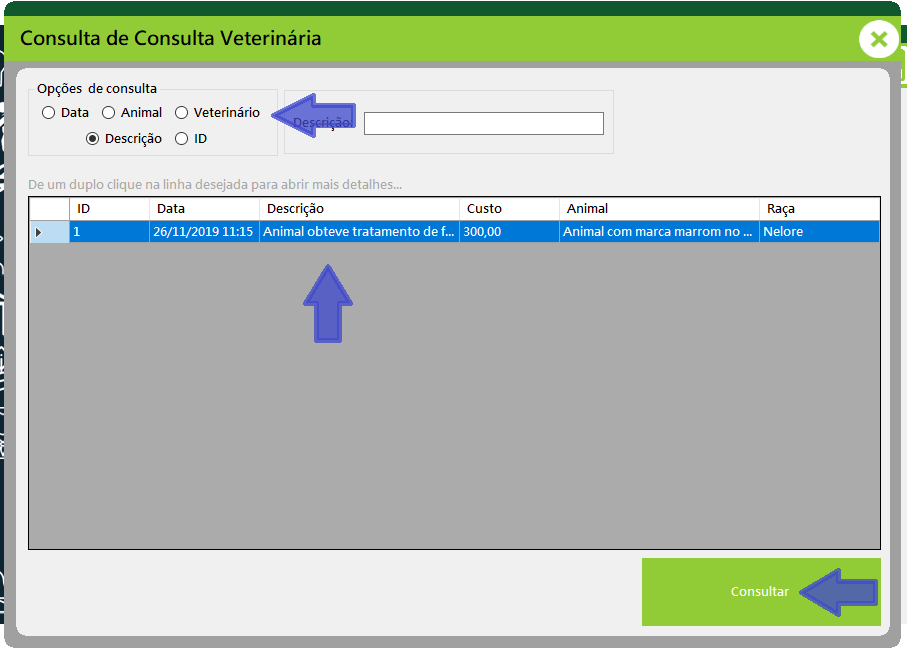 Consulta de Consulta Veterinária
Opções de consulta
Data Animal Veterinário
Descrição ID
Descrição:
De um duplo clique na linha desejada para abrir mais detalhes...
ID Data Descrição Custo Animal Raça
1 26/11/2019 11:15 Animal obteve tratamento de f... 300,00 Animal com marca marrom no ... Nelore
Consultar